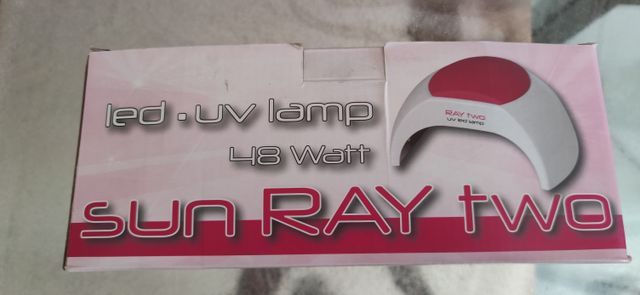 led . uv lamp
48 Watt
sun RAY two
RAY TWO
uv led lamp